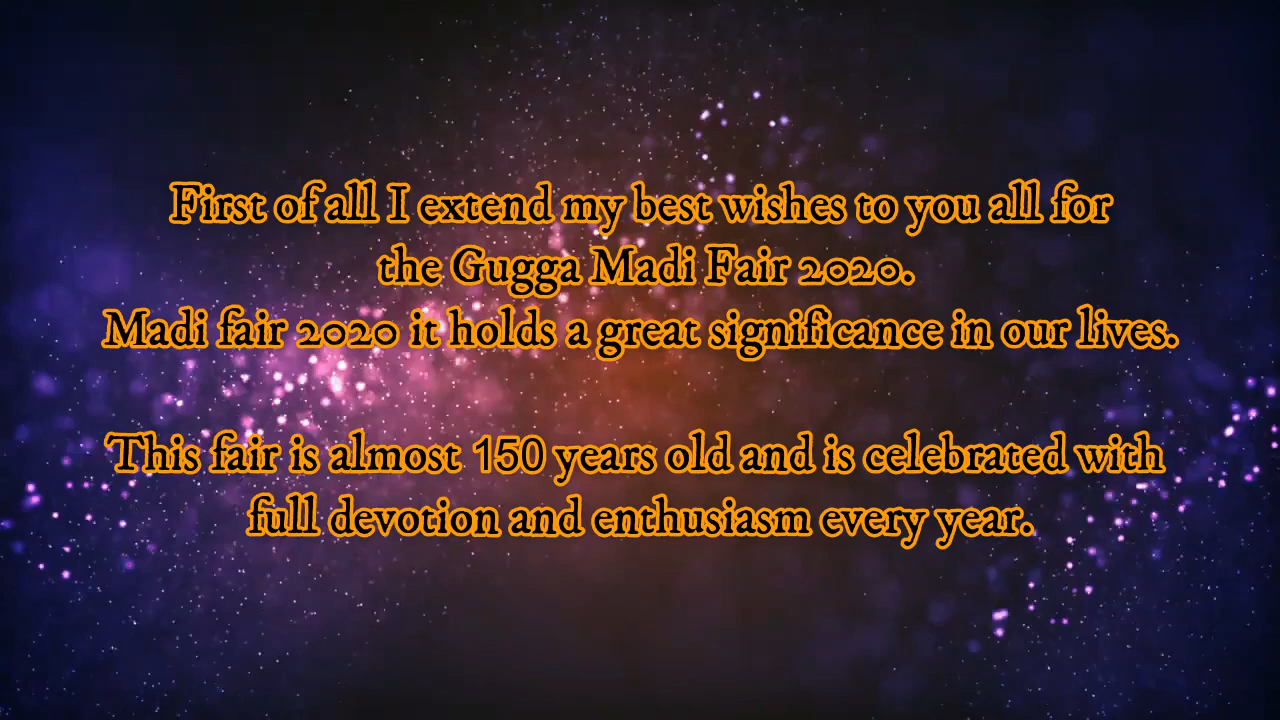 First of all I extend my best wishes to you all for
the Gugga Madi Fair 2020.
Madi fair 2020 it holds a great significance in our lives.
This fair is almost 150 years old and is celebrated with
full devotion and enthusiasm every year.